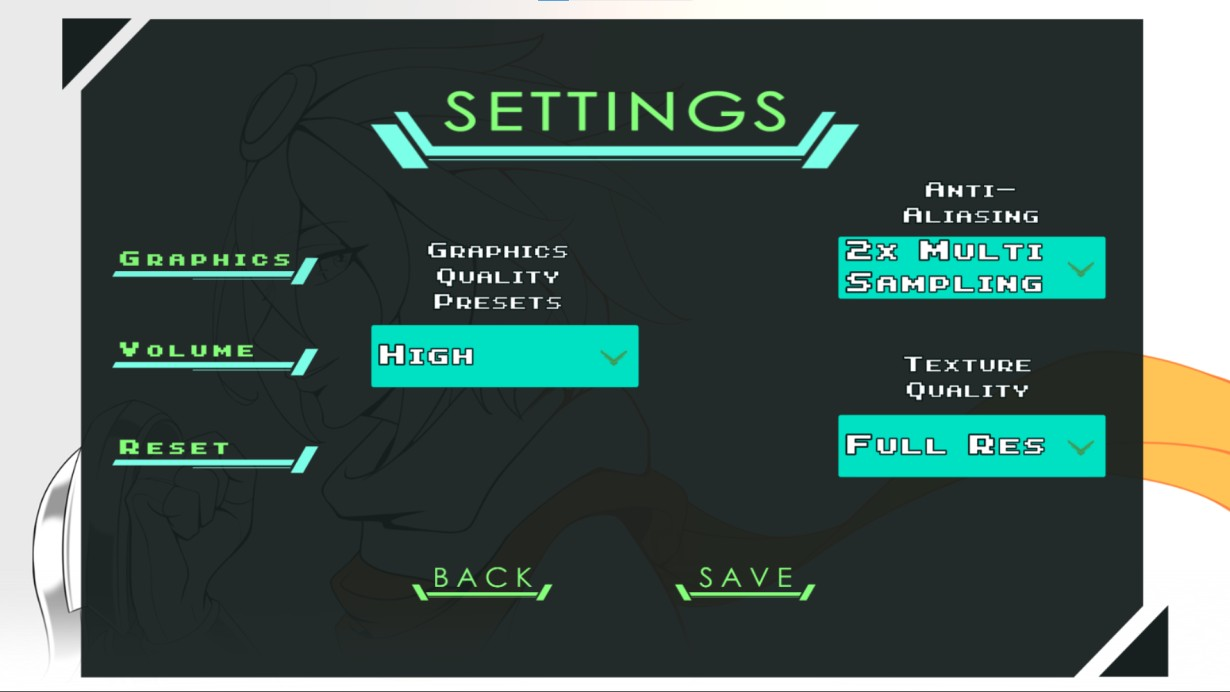 SETTINGS
Graphics
Volume
Reset
Graphics
Quality
Presets
High
Anti-
Aliasing
2x Multi
Sampling
Texture
Quality
Full Res
BACK
SAVE